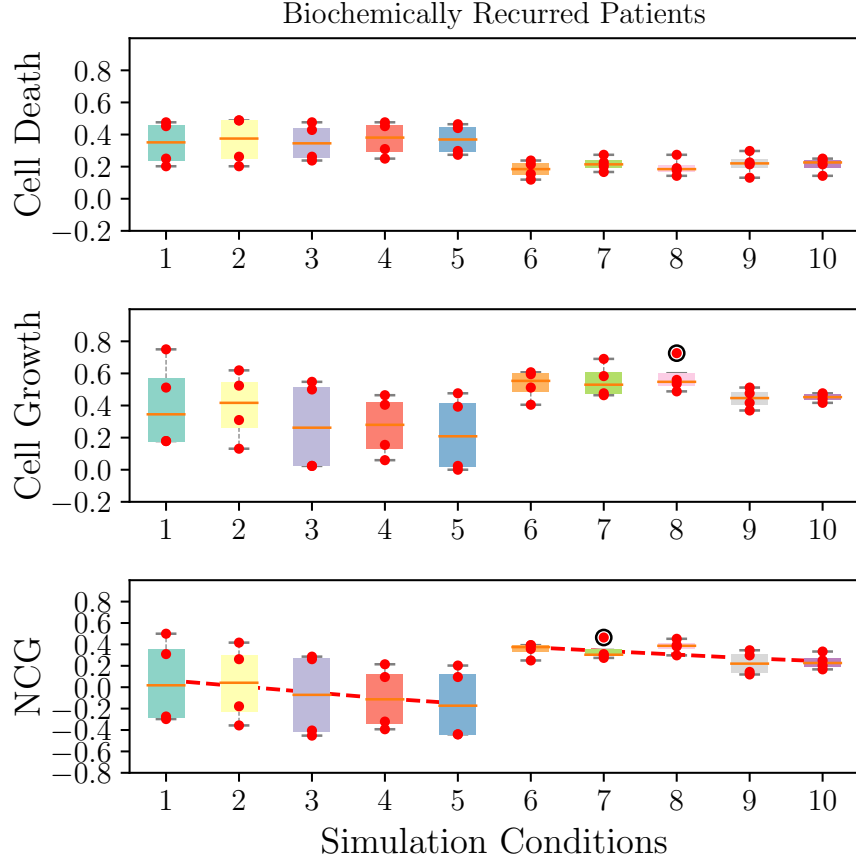 Biochemically Recurred Patients
Cell Death
0.8
0.6
0.4
0.2
0.0
−0.2
1 2 3 4 5 6 7 8 9 10
Cell Growth
0.8
0.6
0.4
0.2
0.0
−0.2
1 2 3 4 5 6 7 8 9 10
NCG
0.8
0.6
0.4
0.2
0.0
−0.2
−0.4
−0.6
−0.8
1 2 3 4 5 6 7 8 9 10
Simulation Conditions